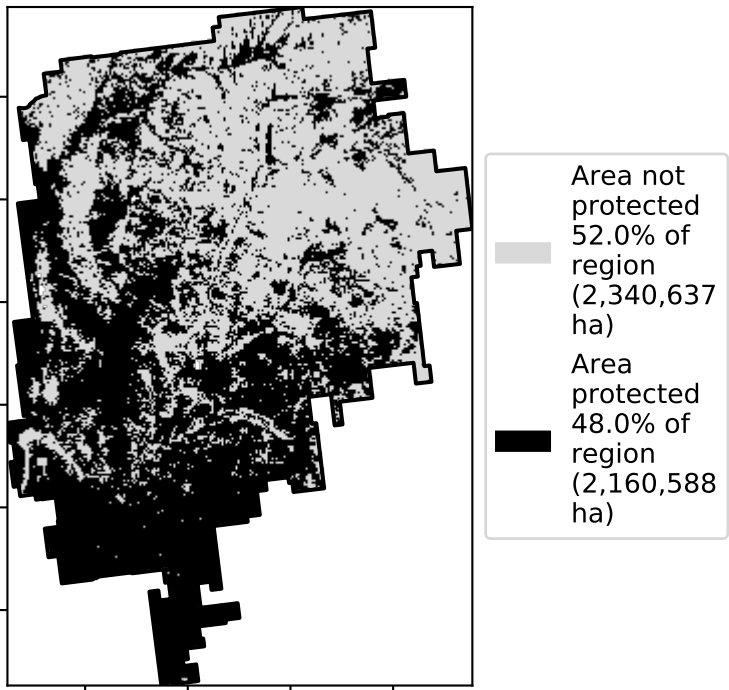 Area not
protected
52.0% of
region
(2,340,637
ha)
Area
protected
48.0% of
region
(2,160,588
ha)